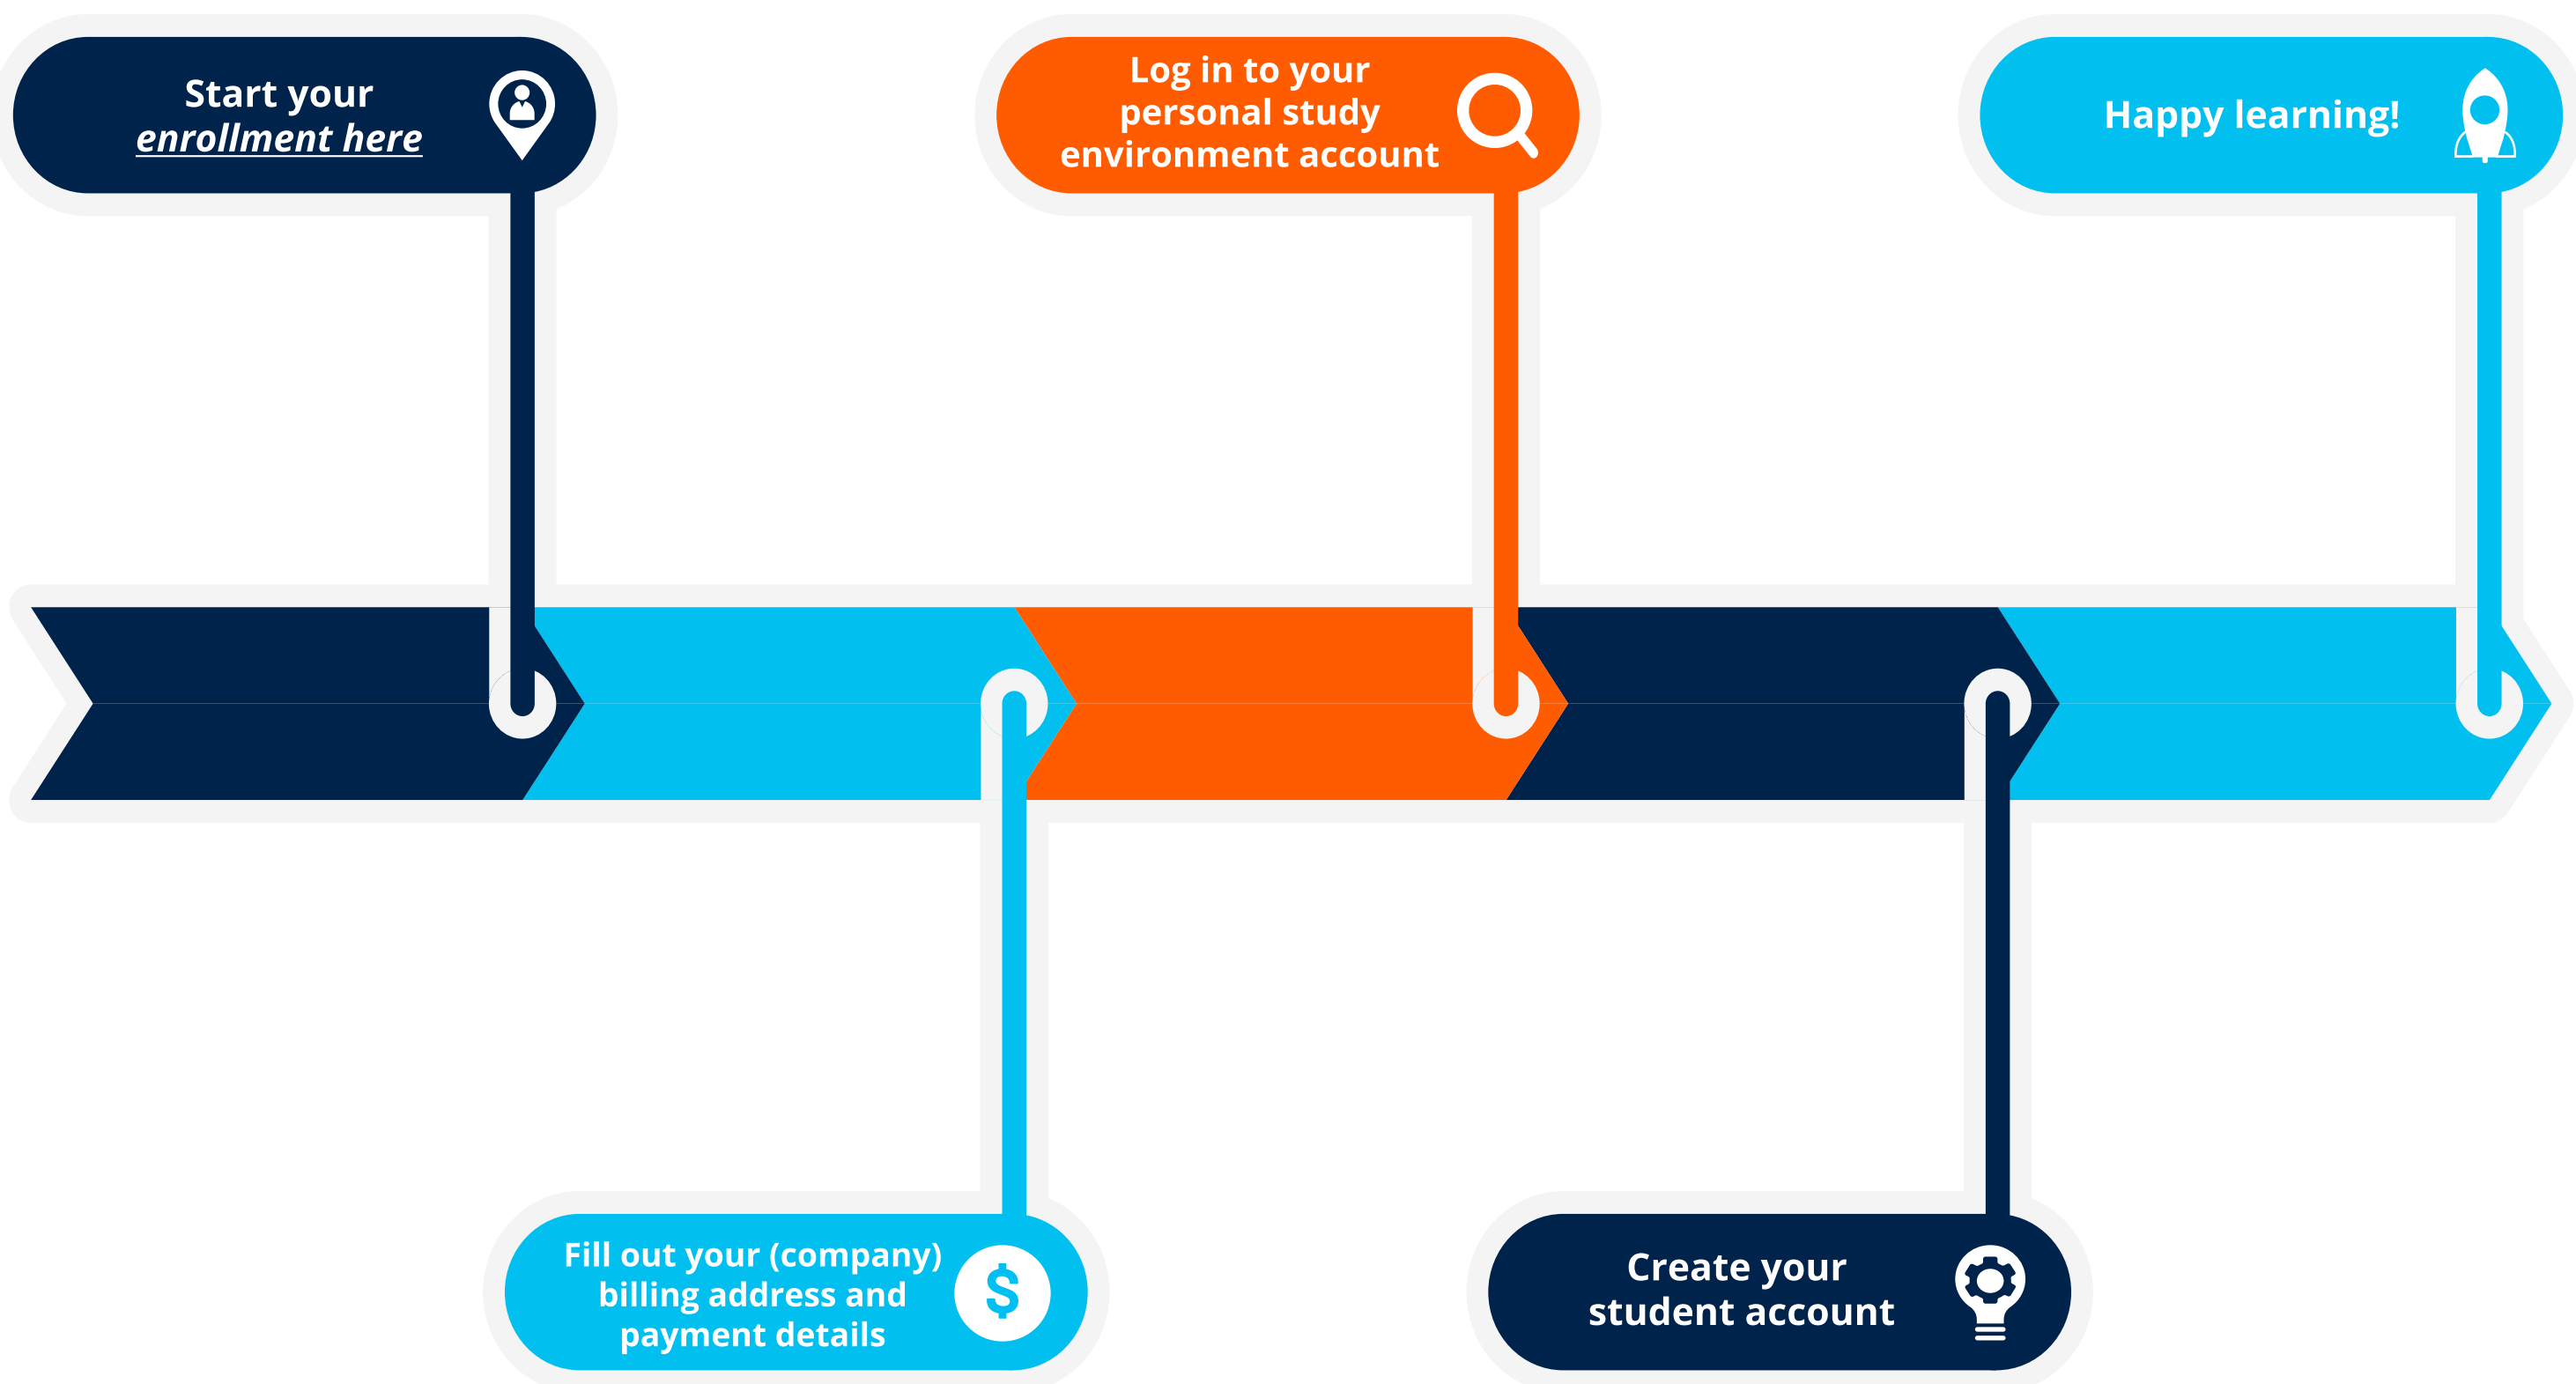 Start your
enrollment here
Log in to your
personal study
environment account
Happy learning!
Fill out your (company)
billing address and
payment details
$
Create your
student account